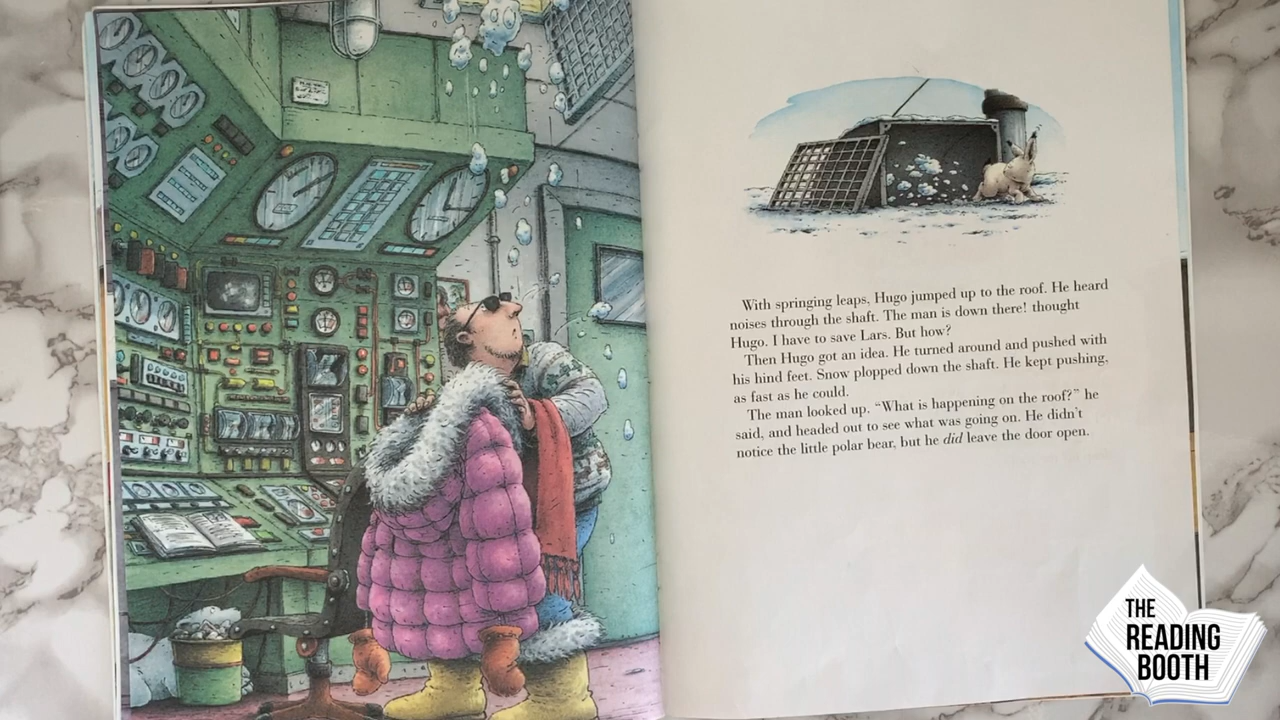 With springing leaps, Hugo jumped up to the roof. He heard
noises through the shaft. The man is down there! thought
Hugo. I have to save Lars. But how?
Then Hugo got an idea. He turned around and pushed with
his hind feet. Snow plopped down the shaft. He kept pushing,
as fast as he could.
The man looked up. “What is happening on the roof?” he
said, and headed out to see what was going on. He didn't
notice the little polar bear, but he did leave the door open.
THE
READING
BOOTH